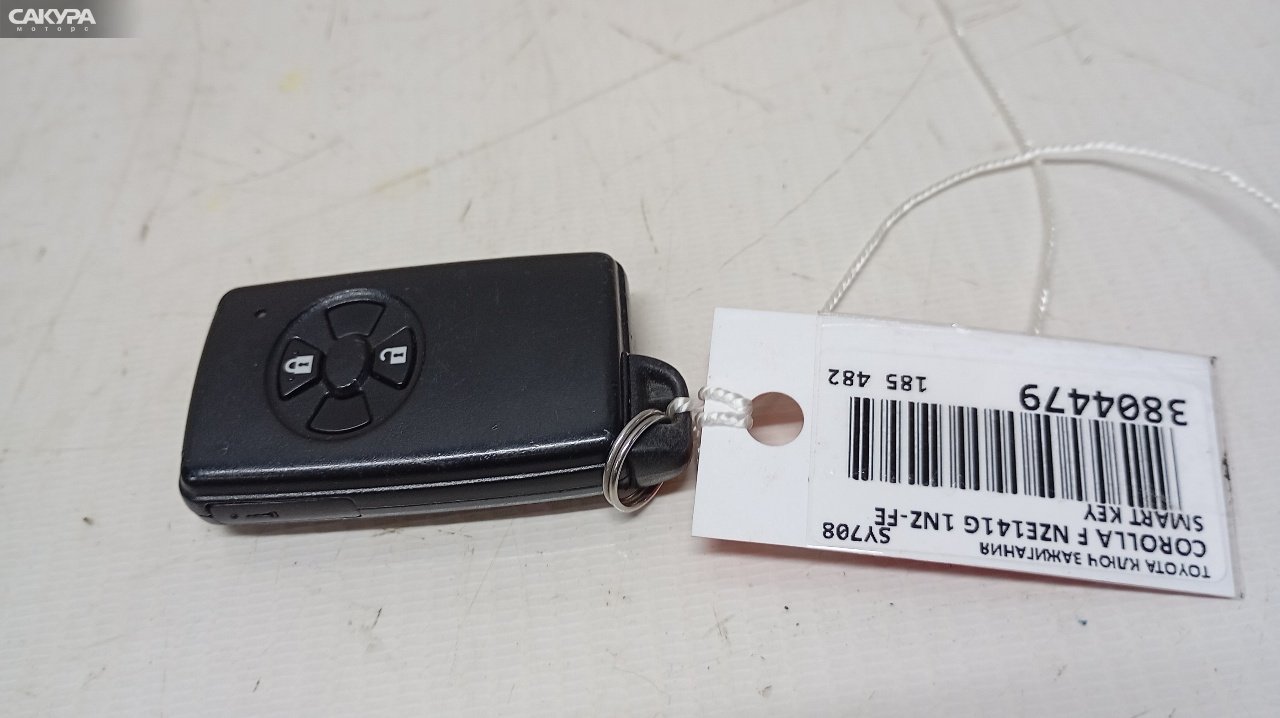 САКУРА
моторс
TOYOTA КЛЮЧ ЗАЖИГАНИЯ
COROLLA F NZE141G 1NZ-FE
SY708
SMART KEY
3804479
185 482